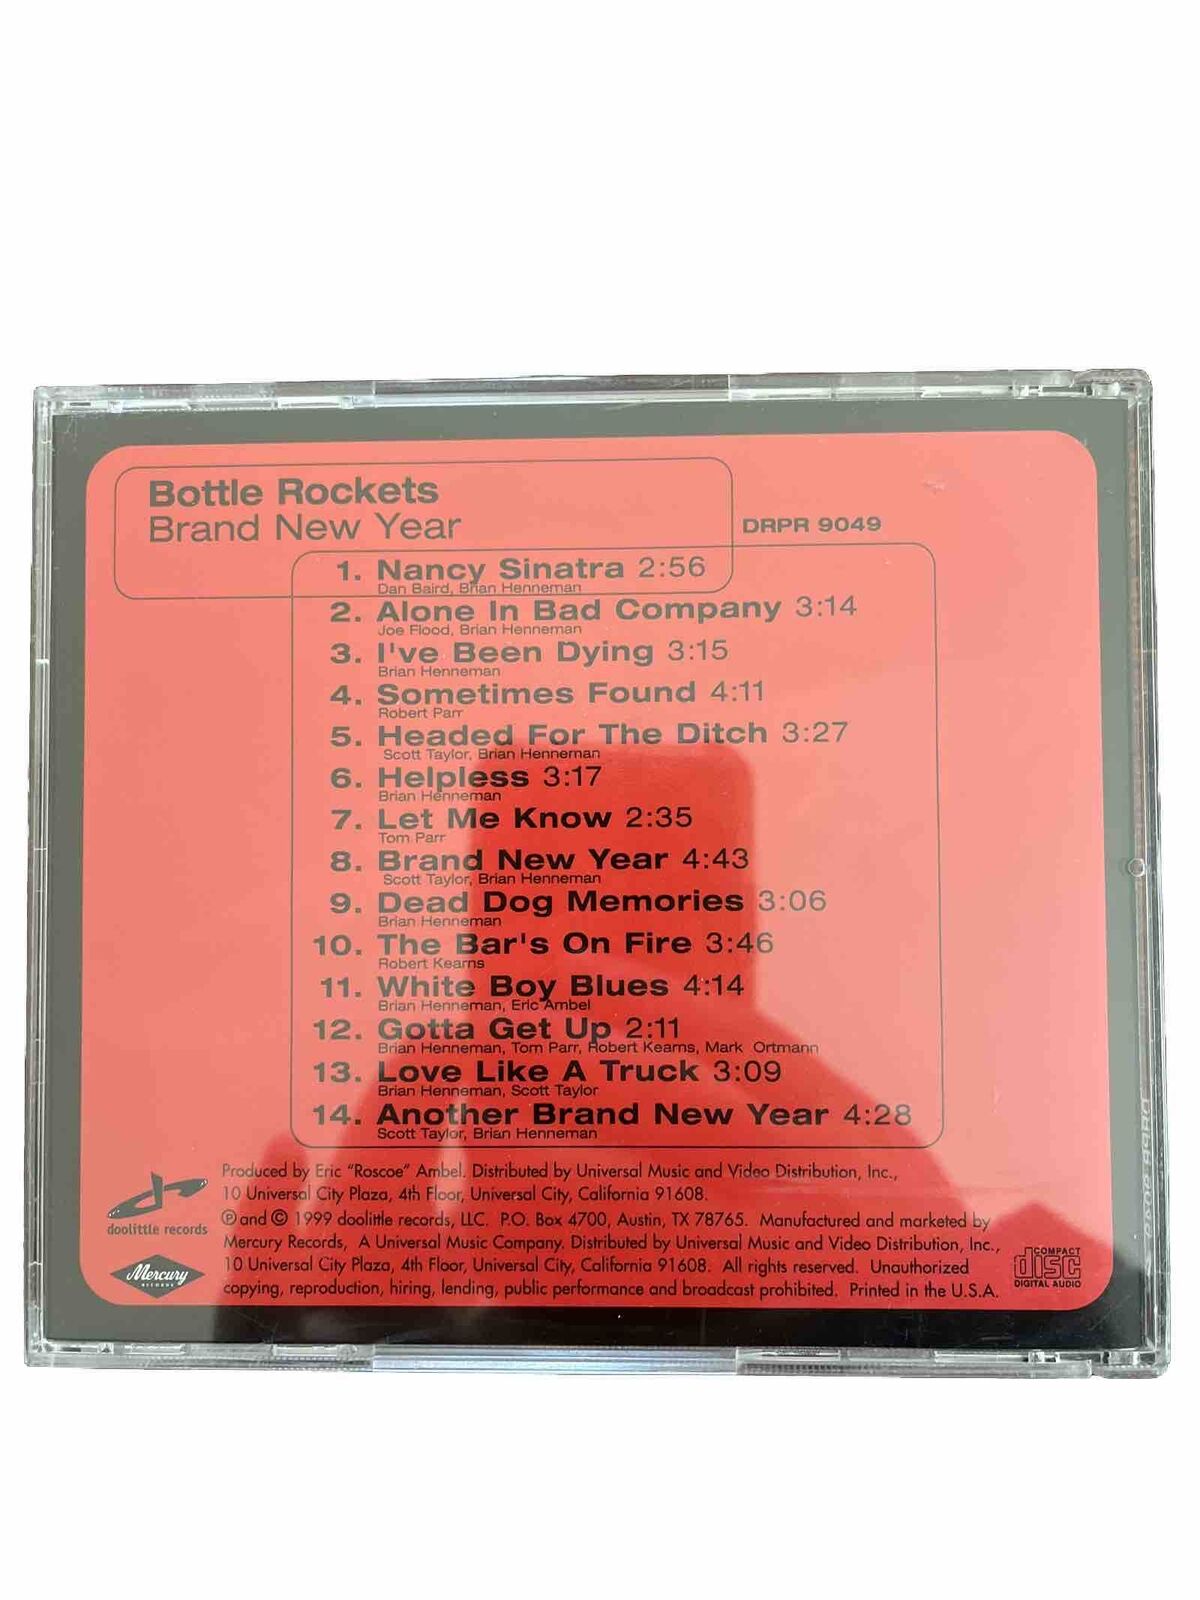 Bottle Rockets
Brand New Year
DRPR 9049
1. Nancy Sinatra 2:56
Dan Baird, Brian Henneman
2. Alone In Bad Company 3:14
Joe Flood, Brian Henneman
3. I've Been Dying 3:15
Brian Henneman
4. Sometimes Found 4:11
Robert Parr
5. Headed For The Ditch 3:27
Scott Taylor, Brian Henneman
6. Helpless 3:17
Brian Henneman
7. Let Me Know 2:35
Tom Parr
8. Brand New Year 4:43
Scott Taylor, Brian Henneman
9. Dead Dog Memories 3:06
Brian Henneman
10. The Bar's On Fire 3:46
Robert Kearns
11. White Boy Blues 4:14
Brian Henneman, Eric Ambel
12. Gotta Get Up 2:11
Brian Henneman, Tom Parr, Robert Kearns, Mark Ortmann
13. Love Like A Truck 3:09
Brian Henneman, Scott Taylor
14. Another Brand New Year 4:28
Scott Taylor, Brian Henneman
Produced by Eric "Roscoe" Ambel. Distributed by Universal Music and Video Distribution, Inc.,
10 Universal City Plaza, 4th Floor, Universal City, California 91608.
℗ and © 1999 doolittle records, LLC. P.O. Box 4700, Austin, TX 78765. Manufactured and marketed by
Mercury Records, A Universal Music Company. Distributed by Universal Music and Video Distribution, Inc.,
10 Universal City Plaza, 4th Floor, Universal City, California 91608. All rights reserved. Unauthorized
copying, reproduction, hiring, lending, public performance and broadcast prohibited. Printed in the U.S.A.
doolittle records
Mercury
RECORDS
COMPACT
disc
DIGITAL AUDIO